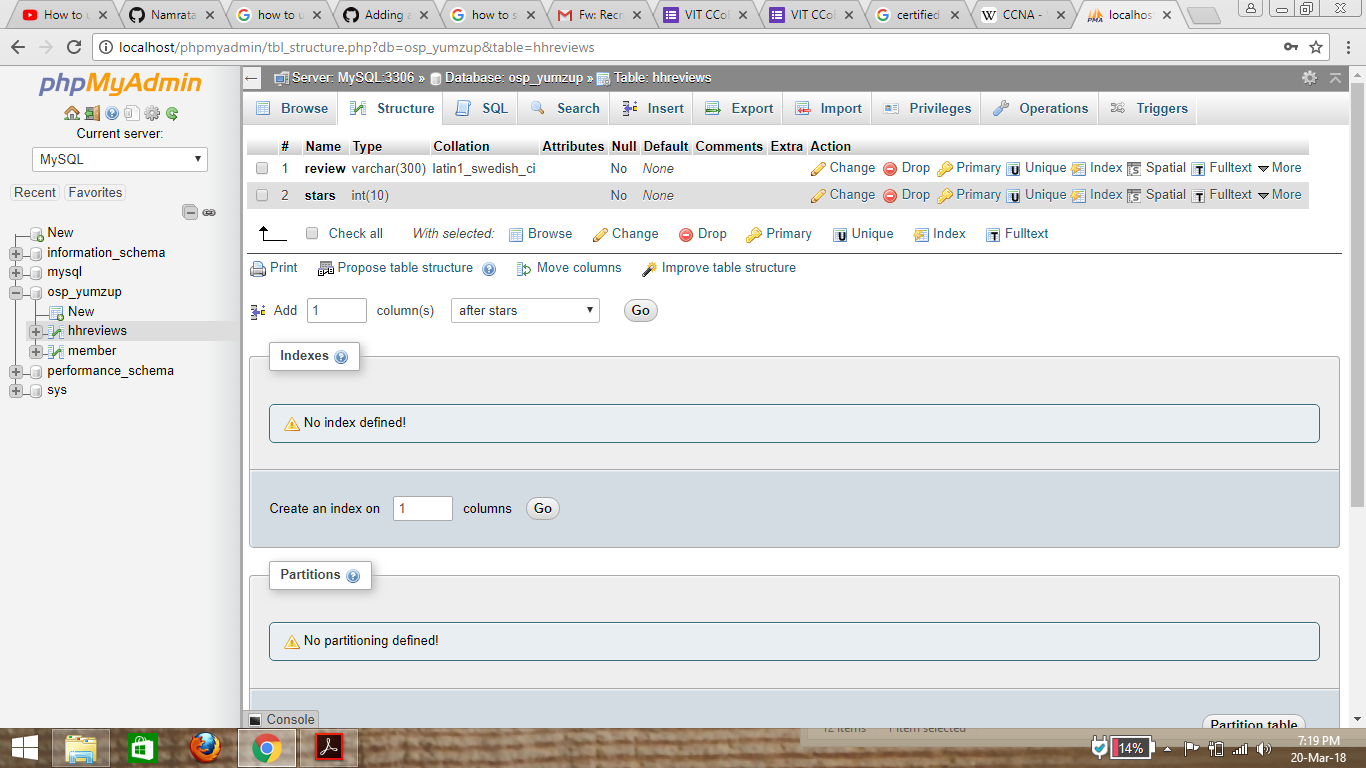 How to u
Namrata
how to u
Adding a
how to s
Fw: Recr
VIT CCol
VIT CCol
certified
CCNA -
localhos
localhost/phpmyadmin/tbl_structure.php?db=osp_yumzup&table=hhreviews
phpMyAdmin
Current server:
MySQL
Recent Favorites
New
information_schema
mysql
osp_yumzup
New
hhreviews
member
performance_schema
sys
Server: MySQL:3306 » Database: osp_yumzup » Table: hhreviews
Browse Structure SQL Search Insert Export Import Privileges Operations Triggers
# Name Type Collation Attributes Null Default Comments Extra Action
1 review varchar(300) latin1_swedish_ci No None Change Drop Primary Unique Index Spatial Fulltext More
2 stars int(10) No None Change Drop Primary Unique Index Spatial Fulltext More
Check all With selected: Browse Change Drop Primary Unique Index Fulltext
Print Propose table structure Move columns Improve table structure
Add 1 column(s) after stars Go
Indexes
No index defined!
Create an index on 1 columns Go
Partitions
No partitioning defined!
Partition table
Console
12 items 1 item selected
14%
7:19 PM
20-Mar-18